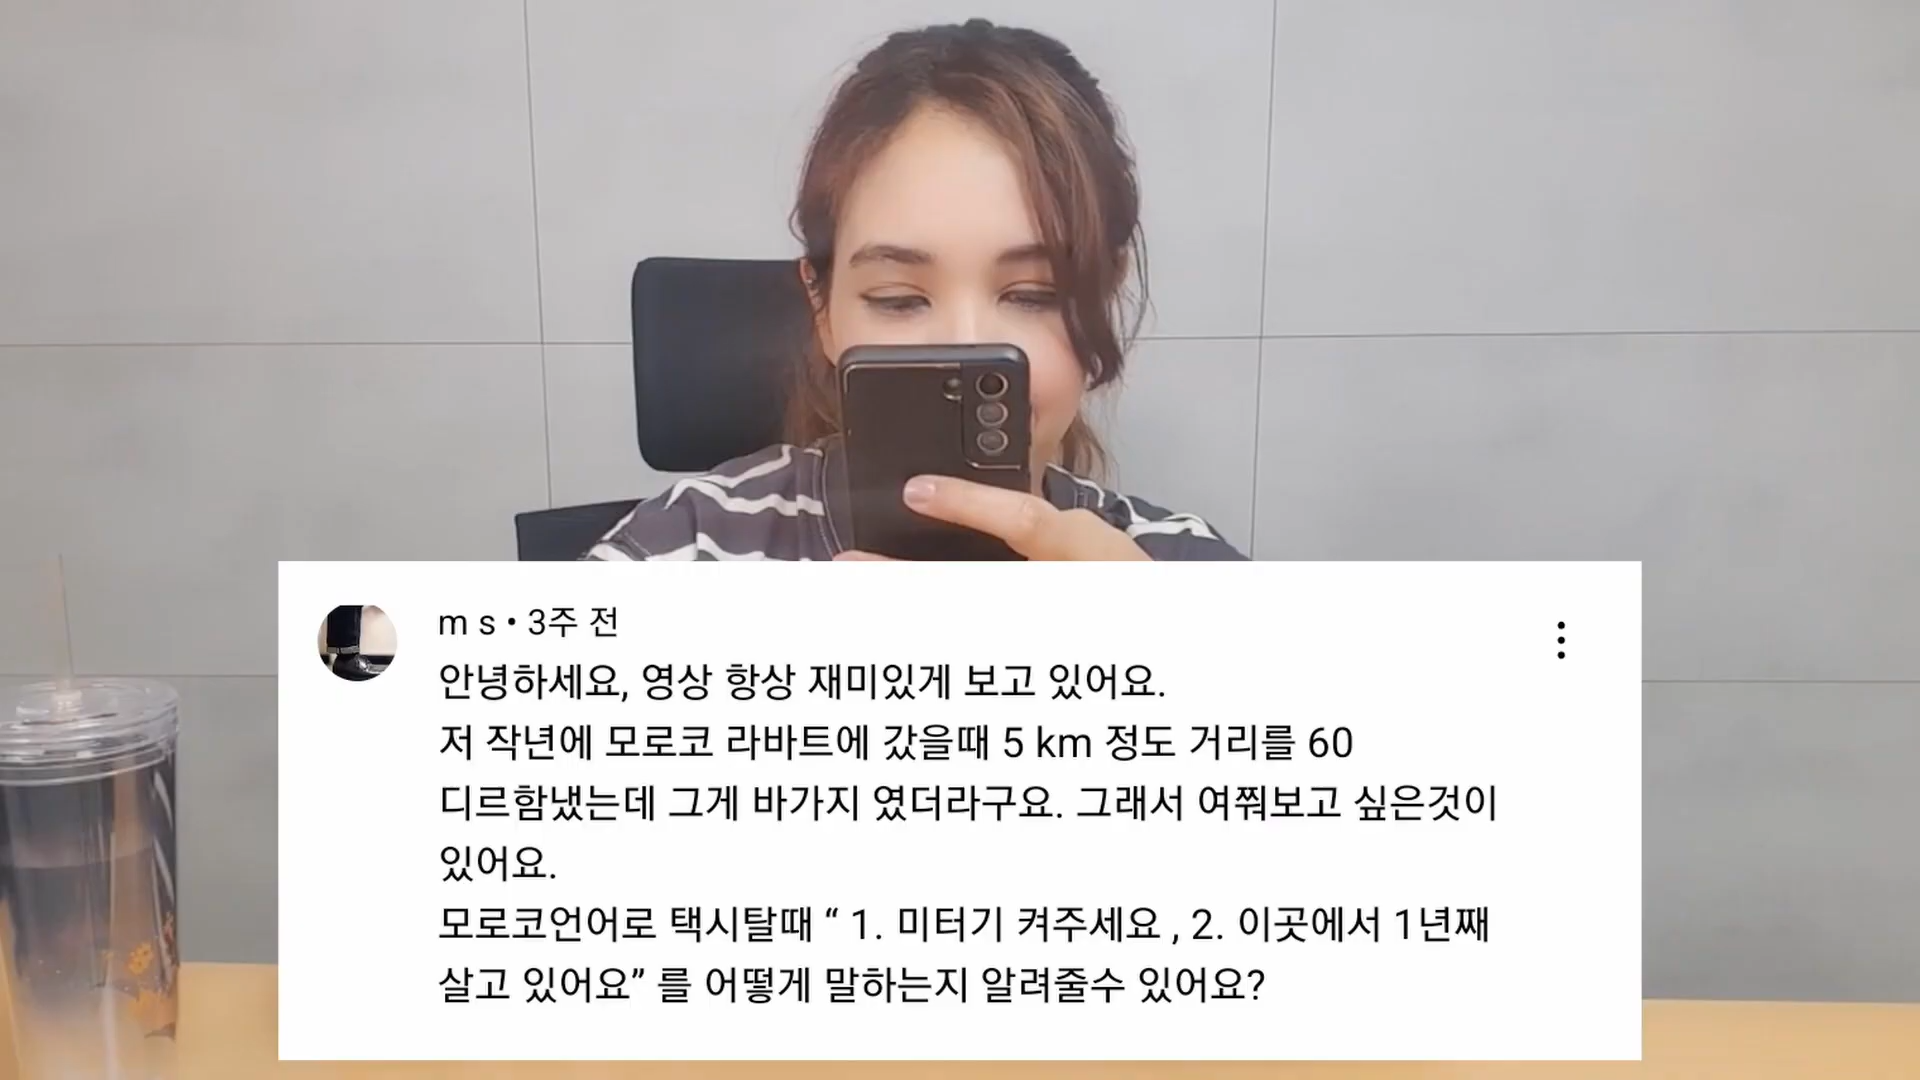 m s • 3주 전
안녕하세요, 영상 항상 재미있게 보고 있어요.
저 작년에 모로코 라바트에 갔을때 5 km 정도 거리를 60
디르함냈는데 그게 바가지 였더라구요. 그래서 여쭤보고 싶은것이
있어요.
모로코언어로 택시탈때 “ 1. 미터기 켜주세요 , 2. 이곳에서 1년째
살고 있어요” 를 어떻게 말하는지 알려줄수 있어요?